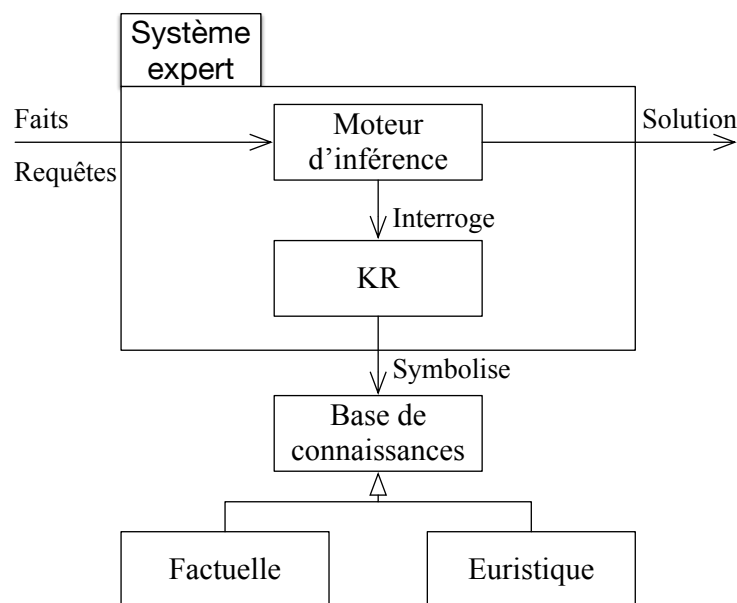 Système
expert
Faits
Requêtes
Moteur
d’inférence
Solution
Interroge
KR
Symbolise
Base de
connaissances
Factuelle
Euristique